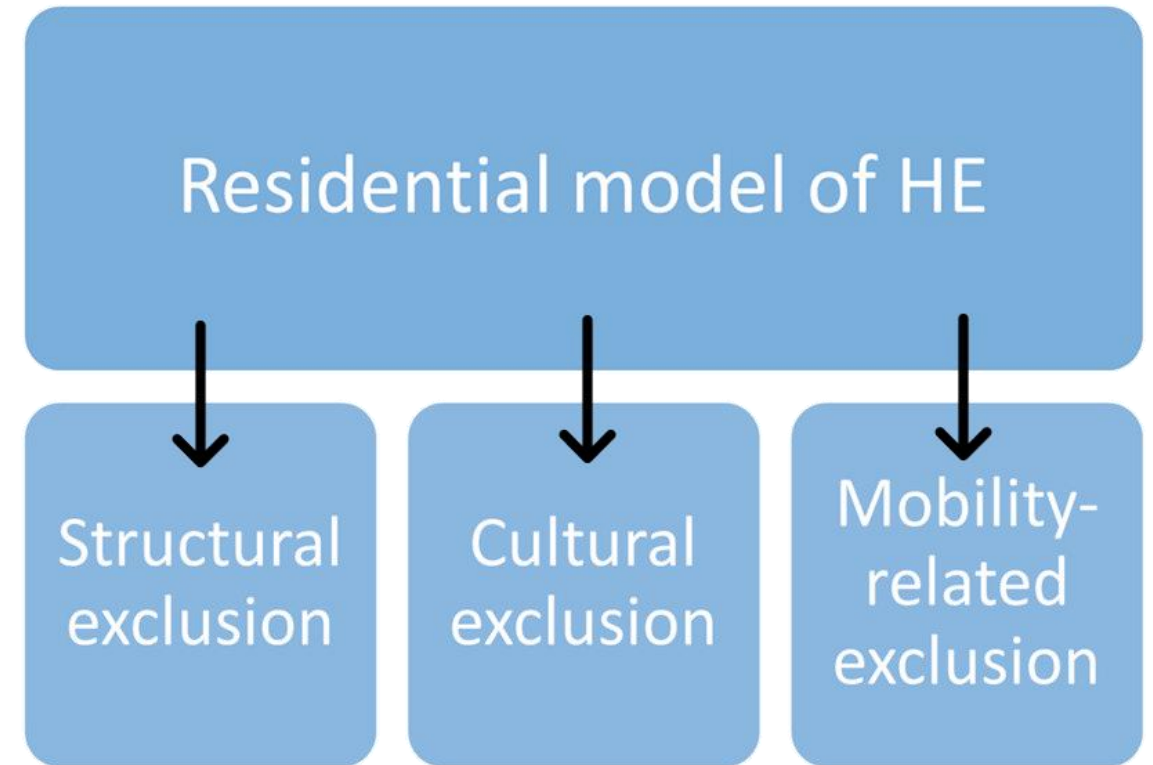 Residential model of HE
Structural
exclusion
Cultural
exclusion
Mobility-
related
exclusion